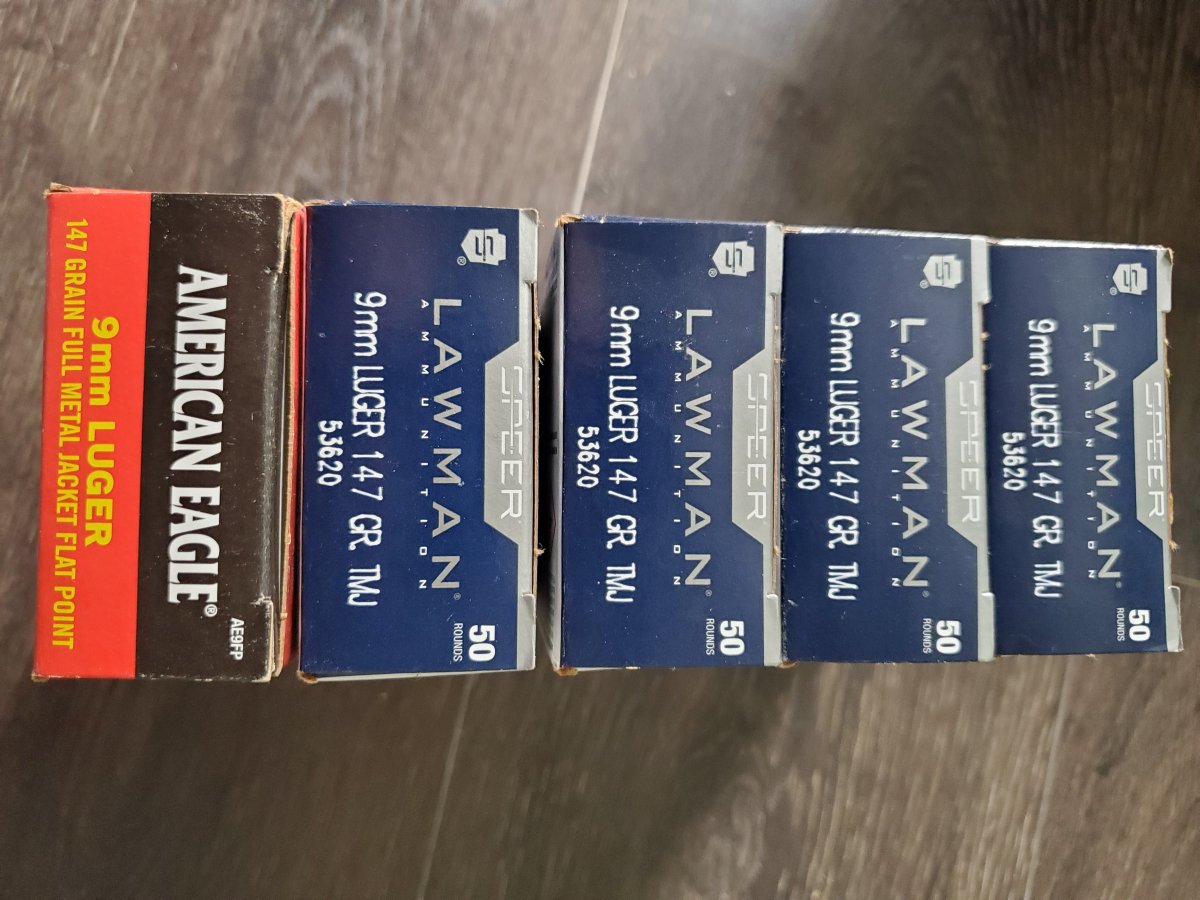 SPEER
LAWMAN®
AMMUNITION
50
ROUNDS
9mm LUGER 147 GR. TMJ
53620
SPEER
LAWMAN®
AMMUNITION
50
ROUNDS
9mm LUGER 147 GR. TMJ
53620
SPEER
LAWMAN®
AMMUNITION
50
ROUNDS
9mm LUGER 147 GR. TMJ
53620
SPEER
LAWMAN®
AMMUNITION
50
ROUNDS
9mm LUGER 147 GR. TMJ
53620
AE9FP
AMERICAN EAGLE®
9mm LUGER
147 GRAIN FULL METAL JACKET FLAT POINT